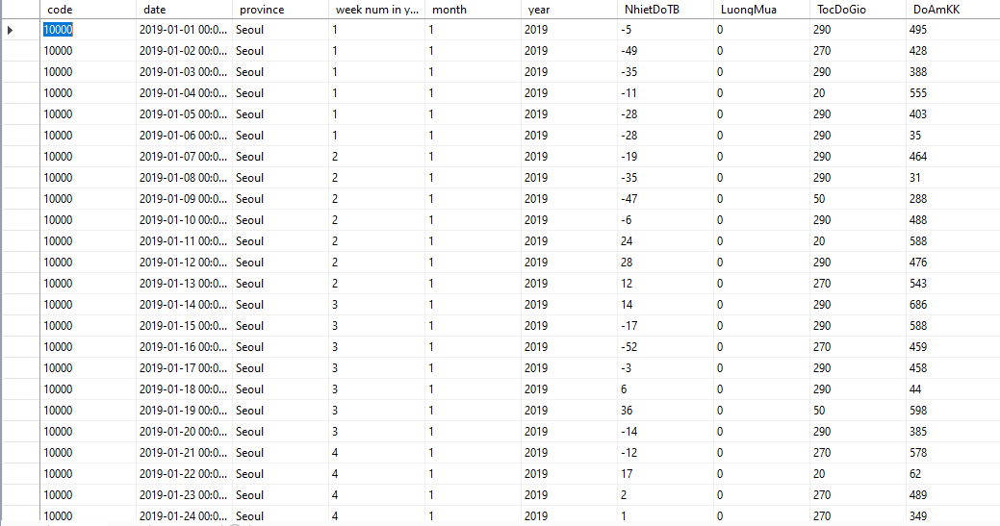 code date province week num in y... month year NhietDoTB LuongMua TocDoGio DoAmKK
10000 2019-01-01 00:0... Seoul 1 1 2019 -5 0 290 495
10000 2019-01-02 00:0... Seoul 1 1 2019 -49 0 270 428
10000 2019-01-03 00:0... Seoul 1 1 2019 -35 0 290 388
10000 2019-01-04 00:0... Seoul 1 1 2019 -11 0 20 555
10000 2019-01-05 00:0... Seoul 1 1 2019 -28 0 290 403
10000 2019-01-06 00:0... Seoul 1 1 2019 -28 0 290 35
10000 2019-01-07 00:0... Seoul 2 1 2019 -19 0 290 464
10000 2019-01-08 00:0... Seoul 2 1 2019 -35 0 290 31
10000 2019-01-09 00:0... Seoul 2 1 2019 -47 0 50 288
10000 2019-01-10 00:0... Seoul 2 1 2019 -6 0 290 488
10000 2019-01-11 00:0... Seoul 2 1 2019 24 0 20 588
10000 2019-01-12 00:0... Seoul 2 1 2019 28 0 290 476
10000 2019-01-13 00:0... Seoul 2 1 2019 12 0 270 543
10000 2019-01-14 00:0... Seoul 3 1 2019 14 0 290 686
10000 2019-01-15 00:0... Seoul 3 1 2019 -17 0 290 588
10000 2019-01-16 00:0... Seoul 3 1 2019 -52 0 270 459
10000 2019-01-17 00:0... Seoul 3 1 2019 -3 0 290 458
10000 2019-01-18 00:0... Seoul 3 1 2019 6 0 290 44
10000 2019-01-19 00:0... Seoul 3 1 2019 36 0 50 598
10000 2019-01-20 00:0... Seoul 3 1 2019 -14 0 290 385
10000 2019-01-21 00:0... Seoul 4 1 2019 -12 0 270 578
10000 2019-01-22 00:0... Seoul 4 1 2019 17 0 20 62
10000 2019-01-23 00:0... Seoul 4 1 2019 2 0 270 489
10000 2019-01-24 00:0... Seoul 4 1 2019 1 0 270 349